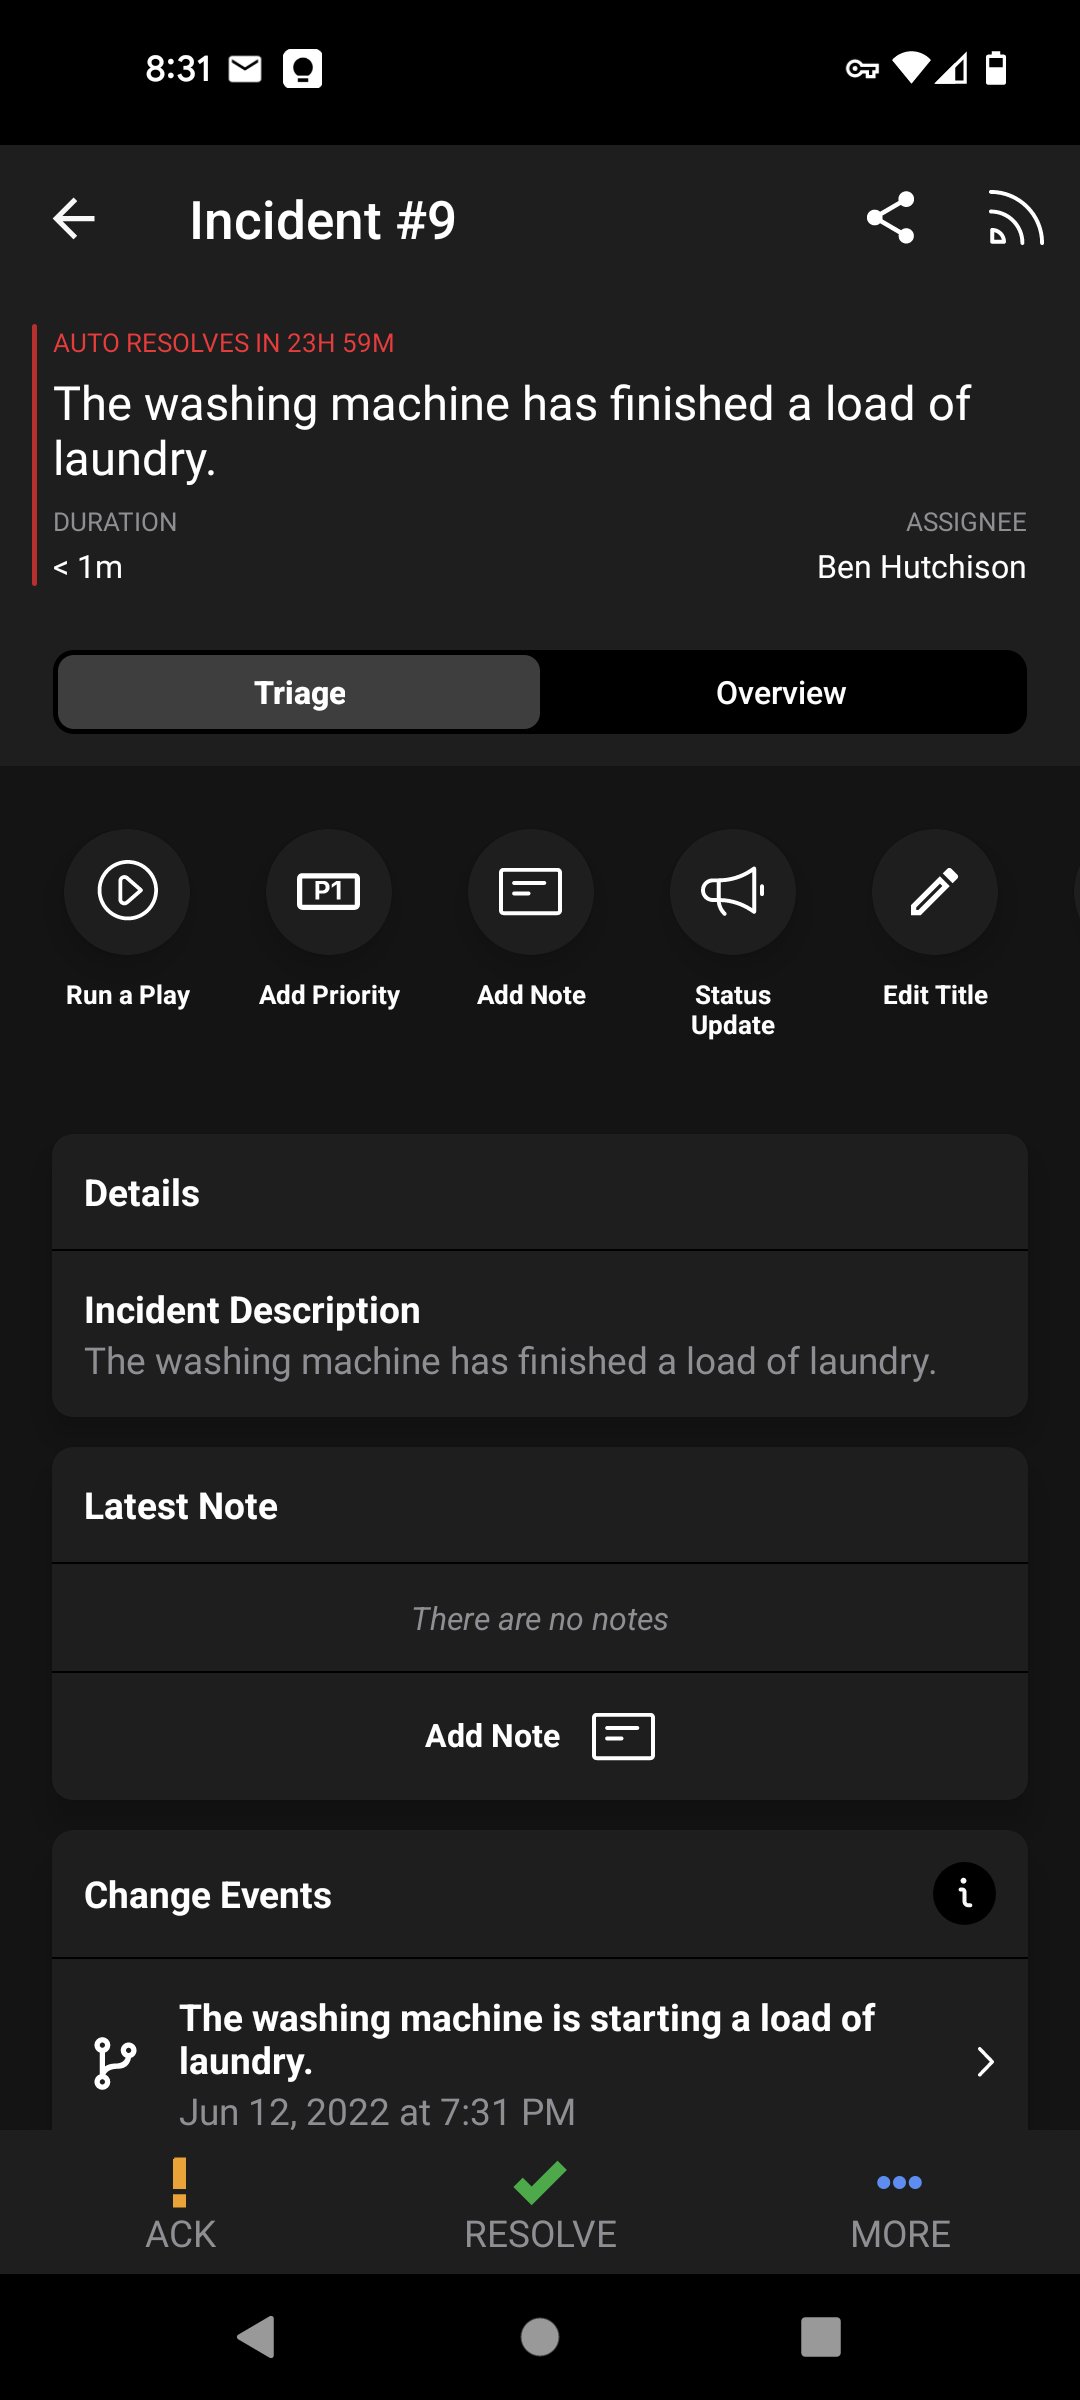 8:31
Incident #9
AUTO RESOLVES IN 23H 59M
The washing machine has finished a load of
laundry.
DURATION
ASSIGNEE
< 1m
Ben Hutchison
Triage
Overview
P1
Run a Play
Add Priority
Add Note
Status
Update
Edit Title
Details
Incident Description
The washing machine has finished a load of laundry.
Latest Note
There are no notes
Add Note
Change Events
i
The washing machine is starting a load of
laundry.
Jun 12, 2022 at 7:31 PM
ACK
RESOLVE
MORE